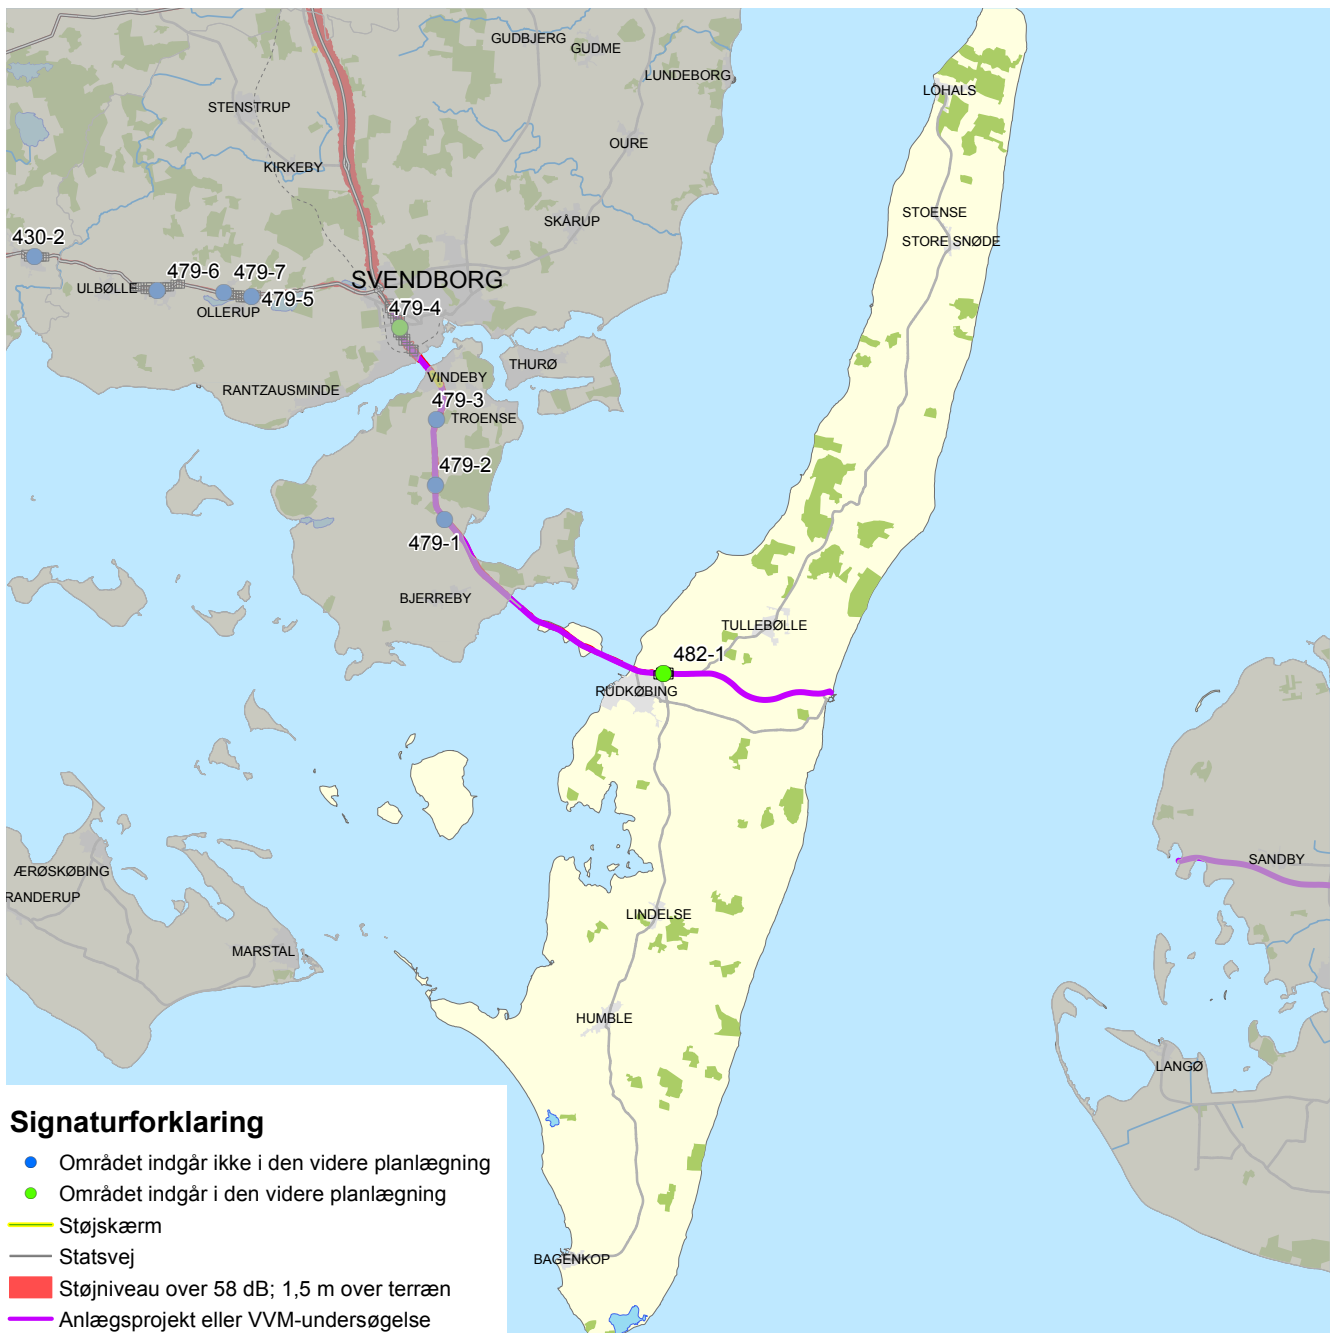 GUDBJERG
GUDME
LUNDEBORG
LOHALS
STENSTRUP
OURE
KIRKEBY
STOENSE
SKÅRUP
430-2
STORE SNØDE
479-6
479-7
SVENDBORG
ULBØLLE
479-5
OLLERUP
479-4
THURØ
VINDEBY
RANTZAUSMINDE
479-3
TROENSE
479-2
479-1
BJERREBY
TULLEBØLLE
482-1
RUDKØBING
SANDBY
ÆRØSKØBING
RANDERUP
LINDELSE
MARSTAL
HUMBLE
LANGØ
BAGENKOP
Signaturforklaring
Området indgår ikke i den videre planlægning
Området indgår i den videre planlægning
Støjskærm
Statsvej
Støjniveau over 58 dB; 1,5 m over terræn
Anlægsprojekt eller VVM-undersøgelse